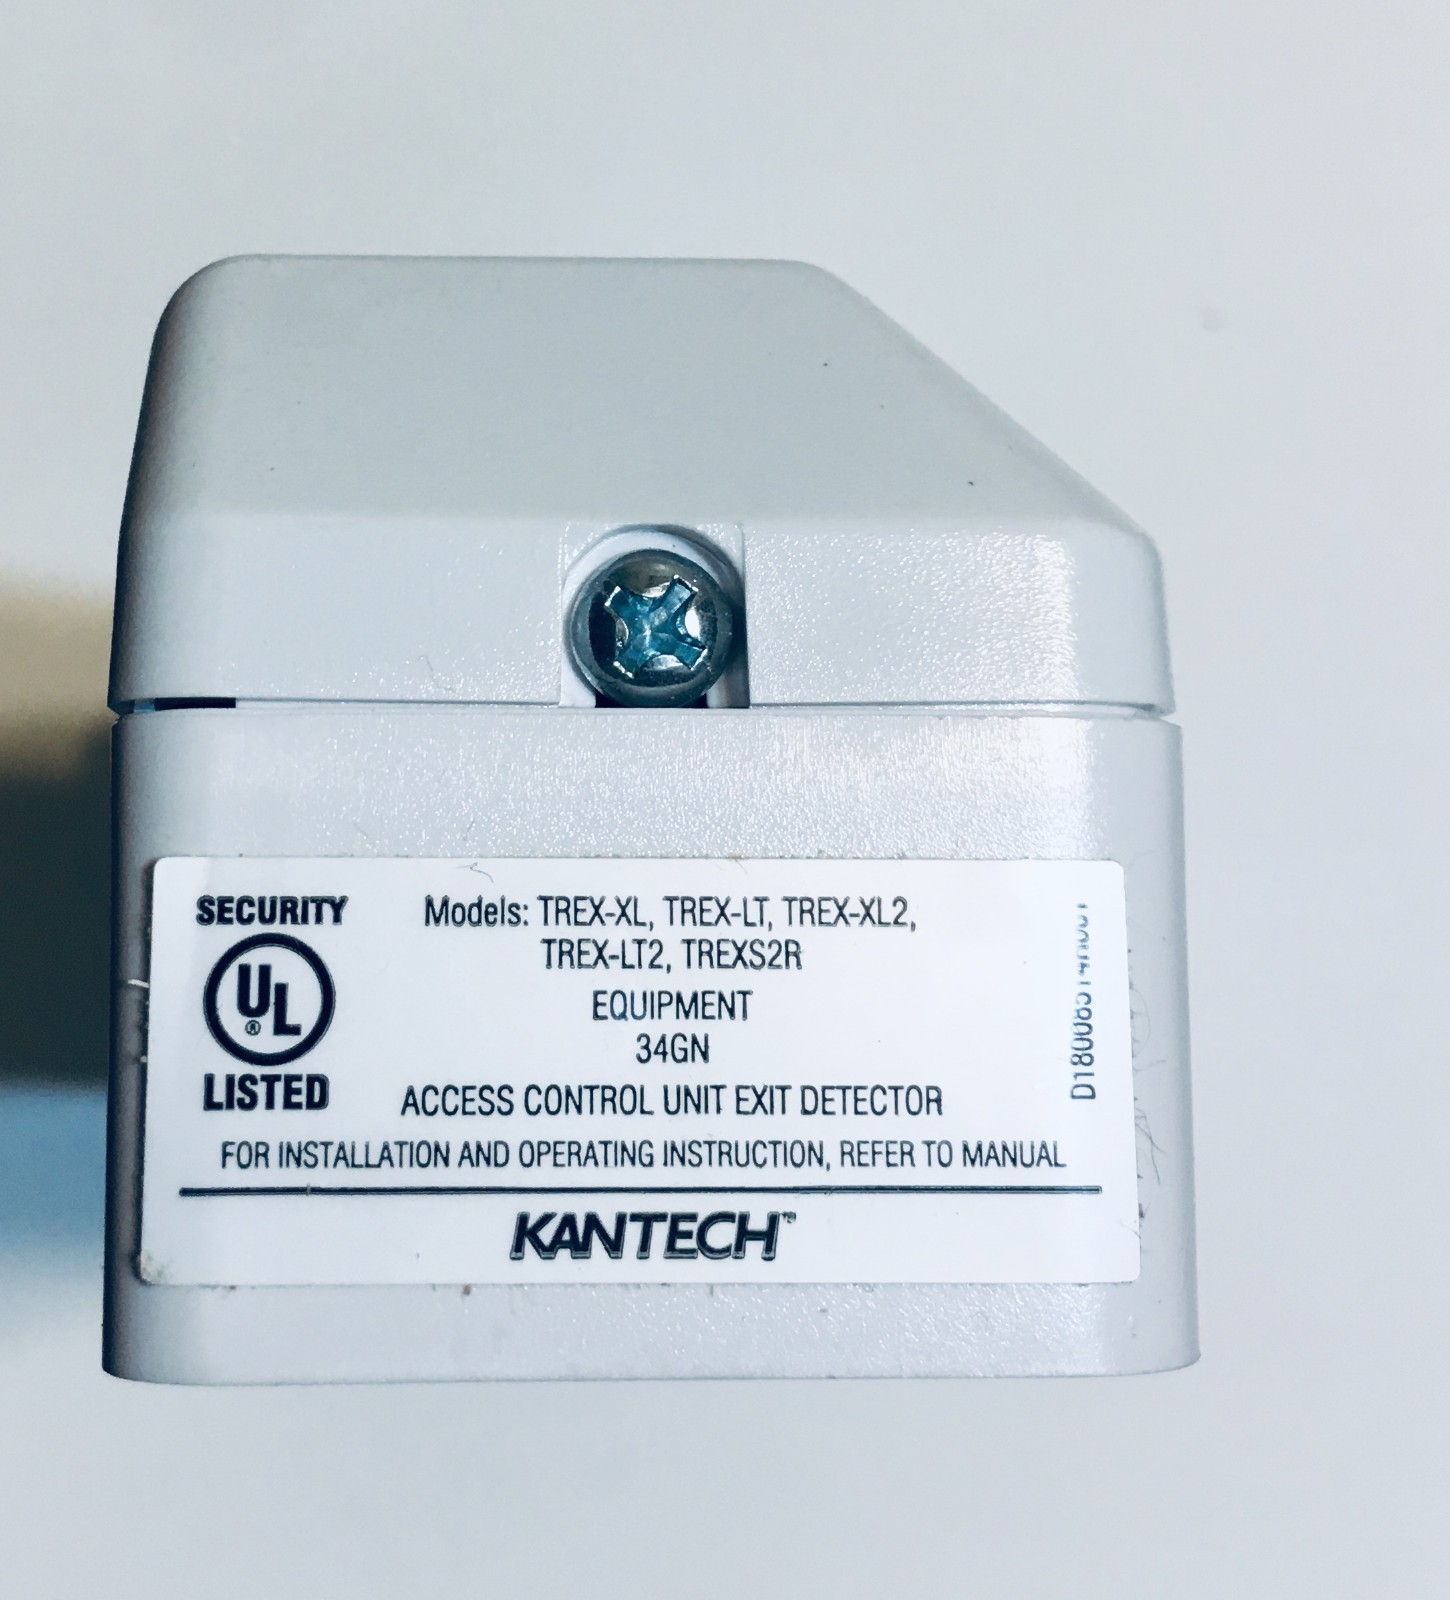 SECURITY
UL
®
LISTED
Models: TREX-XL, TREX-LT, TREX-XL2,
TREX-LT2, TREXS2R
EQUIPMENT
34GN
ACCESS CONTROL UNIT EXIT DETECTOR
FOR INSTALLATION AND OPERATING INSTRUCTION, REFER TO MANUAL
KANTECH™